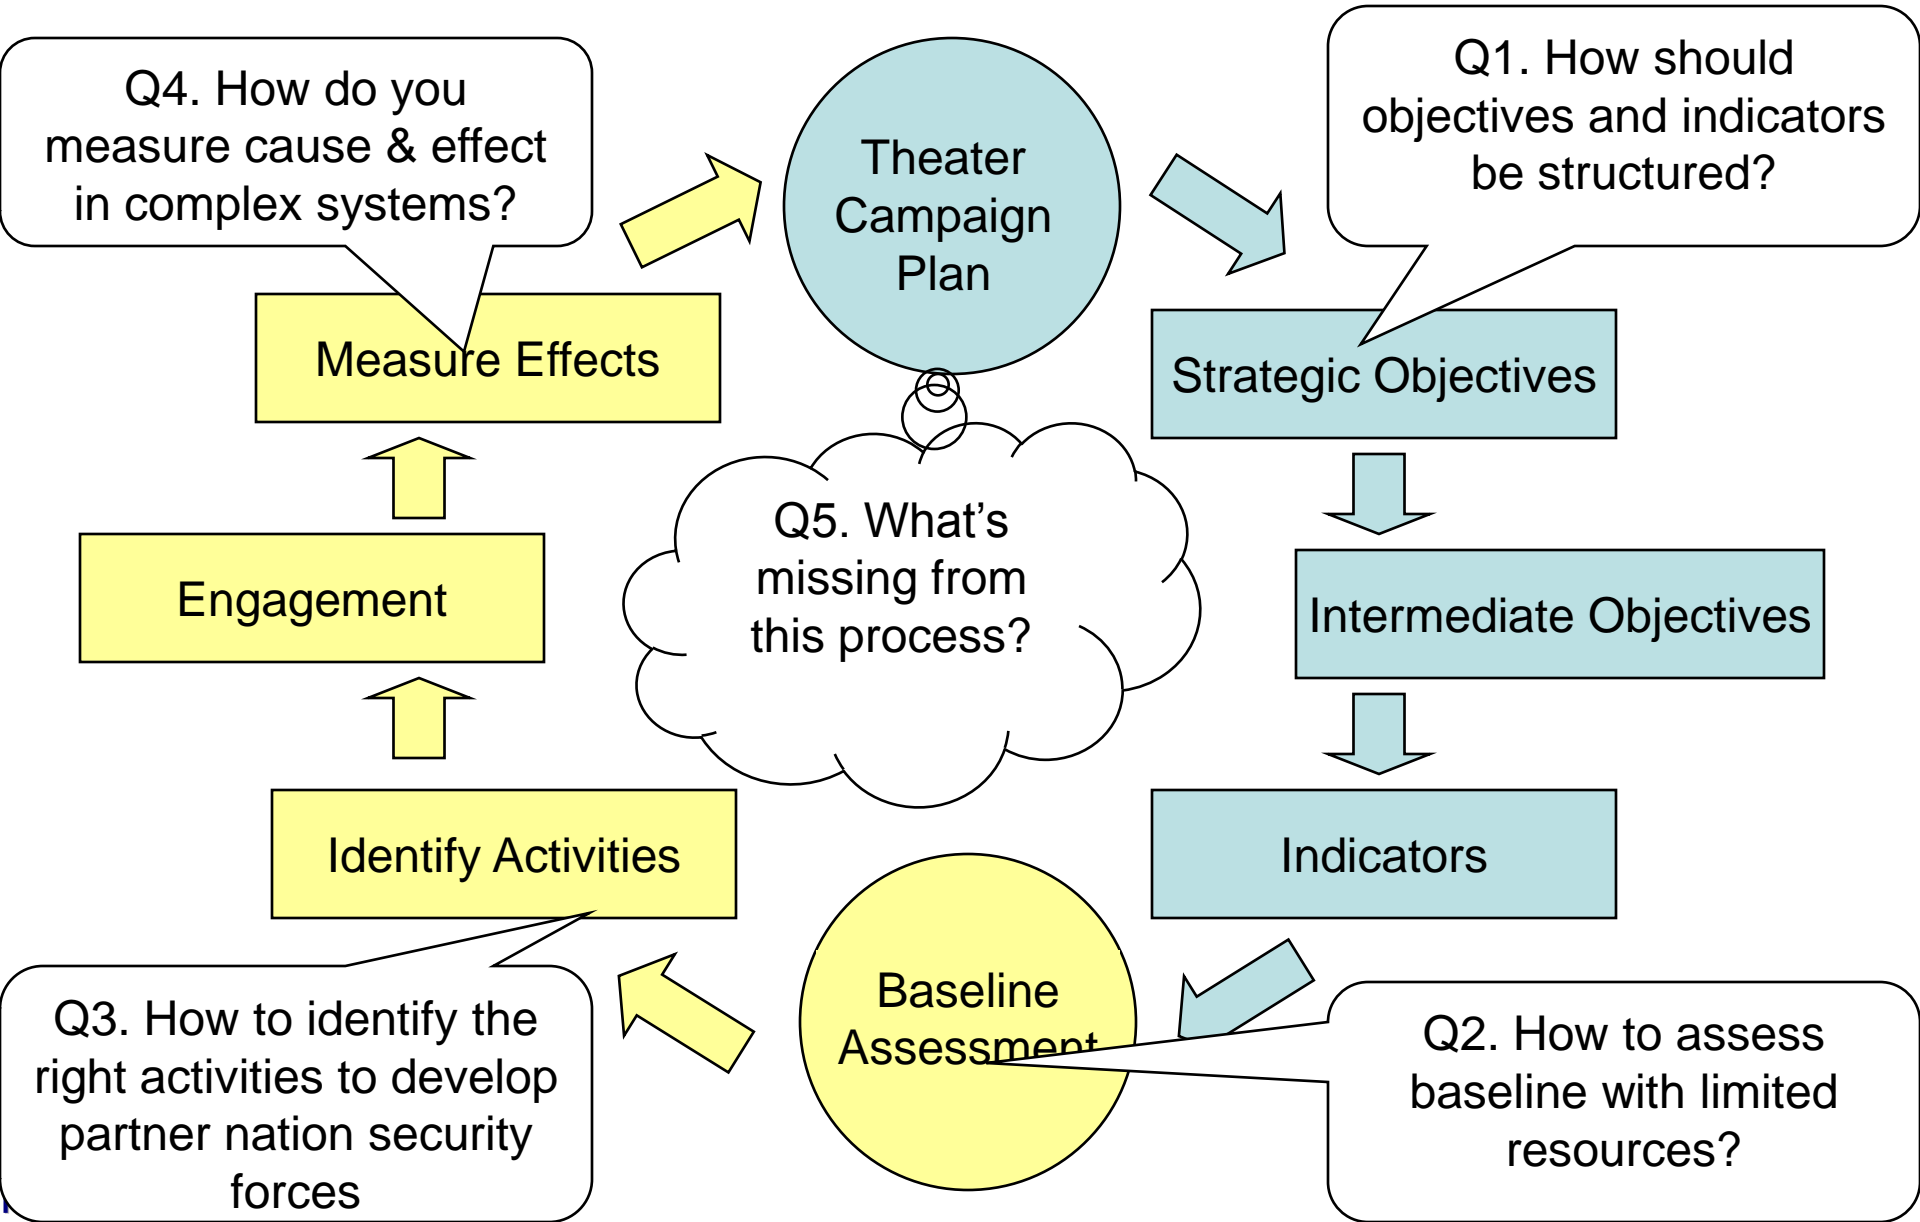 Q4. How do you
measure cause & effect
in complex systems?
Theater
Campaign
Plan
Q1. How should
objectives and indicators
be structured?
Measure Effects
Strategic Objectives
Q5. What's
missing from
this process?
Engagement
Intermediate Objectives
Identify Activities
Indicators
Baseline
Assessment
Q3. How to identify the
right activities to develop
partner nation security
forces
Q2. How to assess
baseline with limited
resources?